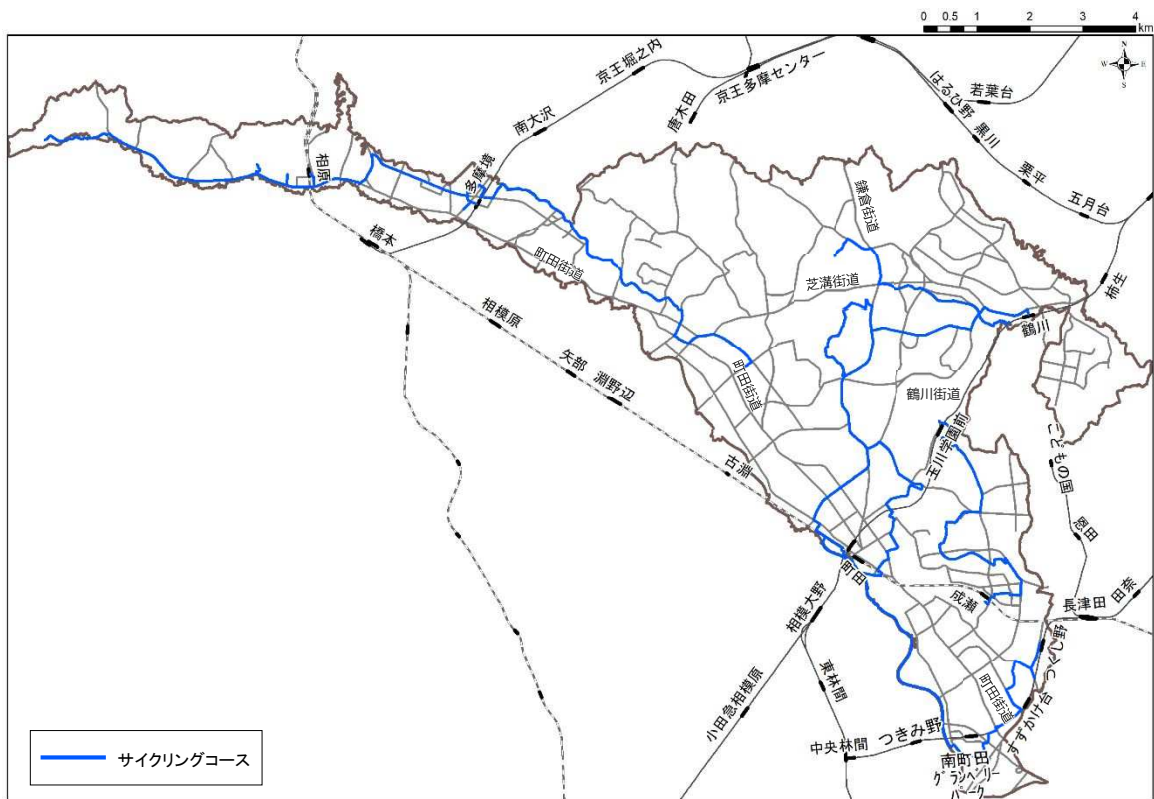 0 0.5 1 2 3 4
km
N
W E
S
京王堀之内
京王多摩センター
若葉台
はるひ野
唐木田
南大沢
黒川
栗平
五月台
相原
多摩境
鎌倉街道
橋本
町田街道
芝溝街道
柿生
鶴川
相模原
矢部
淵野辺
町田街道
鶴川街道
玉川学園前
こどもの国
古淵
恩田
町田
成瀬
長津田
田奈
相模大野
つくし野
東林間
小田急相模原
町田街道
すずかけ台
つきみ野
中央林間
南町田
グランベリー
パーク
サイクリングコース